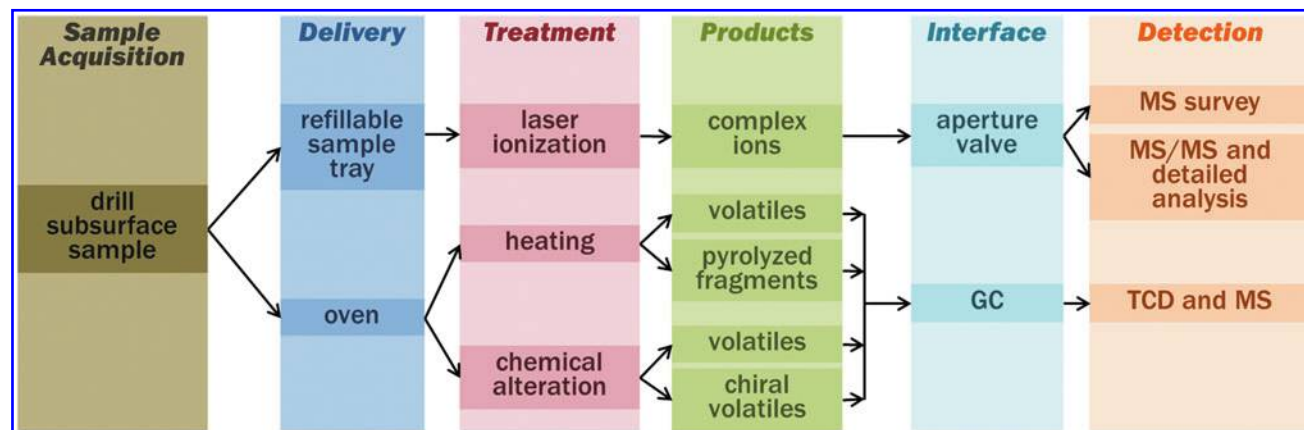 Sample
Acquisition
Delivery
Treatment
Products
Interface
Detection
drill
subsurface
sample
refillable
sample
tray
oven
laser
ionization
heating
chemical
alteration
complex
ions
volatiles
pyrolyzed
fragments
volatiles
chiral
volatiles
aperture
valve
GC
MS survey
MS/MS and
detailed
analysis
TCD and MS